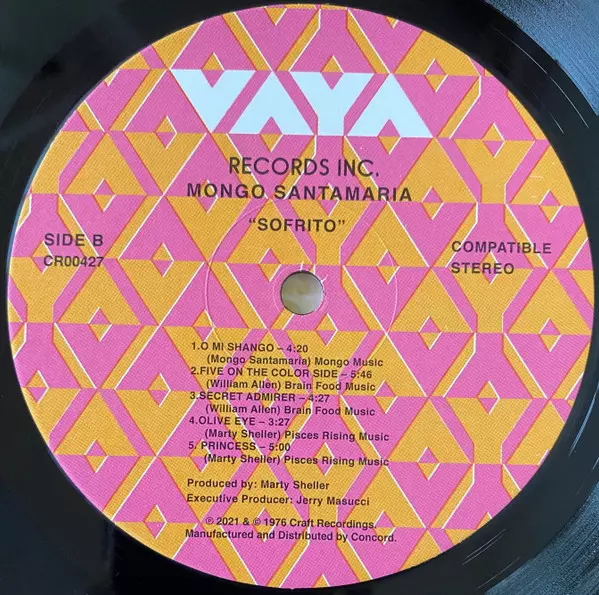 VAYA
RECORDS INC.
MONGO SANTAMARIA
"SOFRITO"
SIDE B
CR00427
COMPATIBLE
STEREO
1.O MI SHANGO – 4:20
(Mongo Santamaria) Mongo Music
2.FIVE ON THE COLOR SIDE – 5:46
(William Allen) Brain Food Music
3.SECRET ADMIRER – 4:27
(William Allen) Brain Food Music
4.OLIVE EYE – 3:27
(Marty Sheller) Pisces Rising Music
5. PRINCESS – 5:00
(Marty Sheller) Pisces Rising Music
Produced by: Marty Sheller
Executive Producer: Jerry Masucci
℗ 2021 & © 1976 Craft Recordings.
Manufactured and Distributed by Concord.